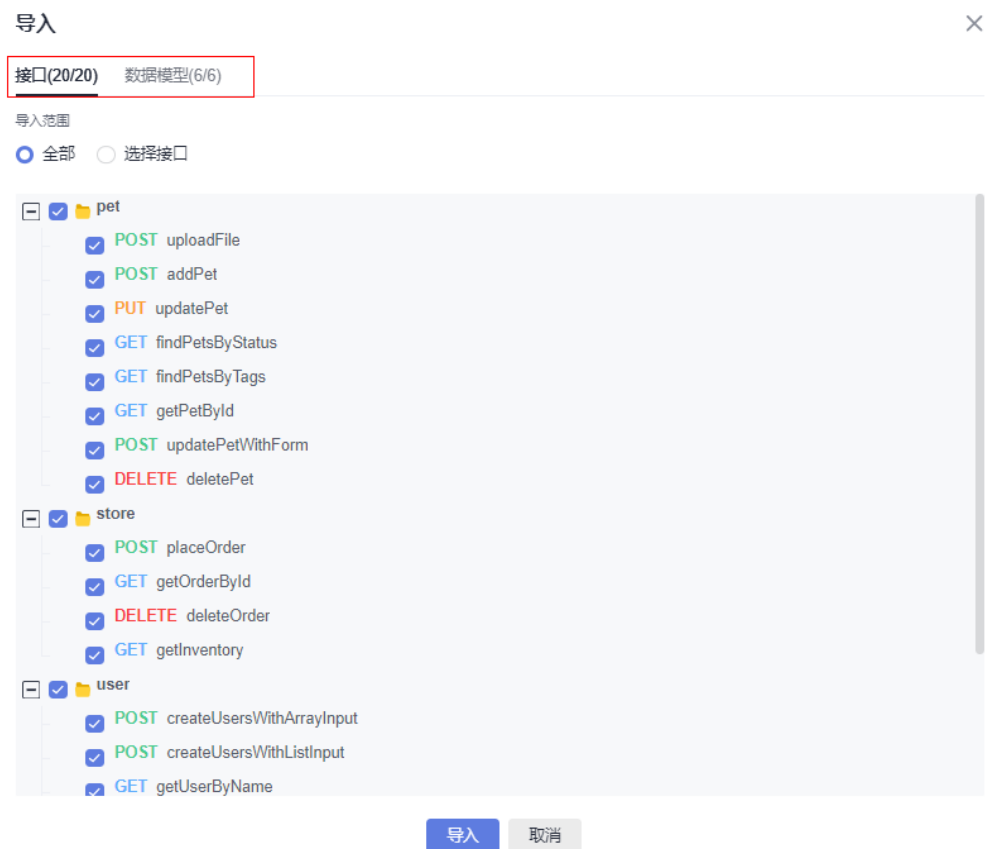 导入
接口(20/20) 数据模型(6/6)
导入范围
全部 选择接口
pet
POST uploadFile
POST addPet
PUT updatePet
GET findPetsByStatus
GET findPetsByTags
GET getPetById
POST updatePetWithForm
DELETE deletePet
store
POST placeOrder
GET getOrderById
DELETE deleteOrder
GET getInventory
user
POST createUsersWithArrayInput
POST createUsersWithListInput
GET getUserByName
导入 取消